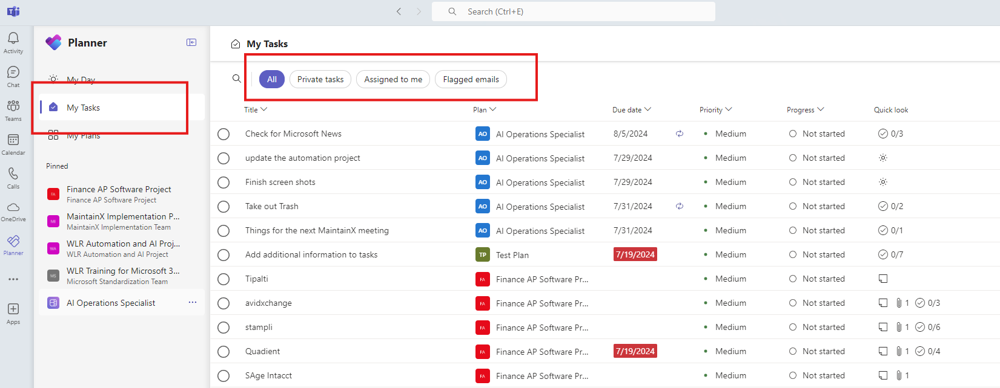 Search (Ctrl+E)
Activity
Chat
Teams
Calendar
Calls
OneDrive
Planner
Apps
Planner
My Day
My Tasks
My Plans
Pinned
FA Finance AP Software Project
Finance AP Software Project
MI MaintainX Implementation P...
MaintainX Implementation Team
WA WLR Automation and AI Proj...
WLR Automation and AI Project
MS WLR Training for Microsoft 3...
Microsoft Standardization Team
AI Operations Specialist ...
My Tasks
All Private tasks Assigned to me Flagged emails
Title Plan Due date Priority Progress Quick look
Check for Microsoft News AO AI Operations Specialist 8/5/2024 Medium Not started 0/3
update the automation project AO AI Operations Specialist 7/29/2024 Medium Not started
Finish screen shots AO AI Operations Specialist 7/29/2024 Medium Not started
Take out Trash AO AI Operations Specialist 7/31/2024 Medium Not started 0/2
Things for the next MaintainX meeting AO AI Operations Specialist 7/31/2024 Medium Not started 0/1
Add additional information to tasks TP Test Plan 7/19/2024 Medium Not started 0/7
Tipalti FA Finance AP Software Pr... Medium Not started
avidxchange FA Finance AP Software Pr... Medium Not started 1 0/3
stampli FA Finance AP Software Pr... Medium Not started 1 0/6
Quadient FA Finance AP Software Pr... 7/19/2024 Medium Not started 1 0/4
SAge Intacct FA Finance AP Software Pr... Medium Not started 1